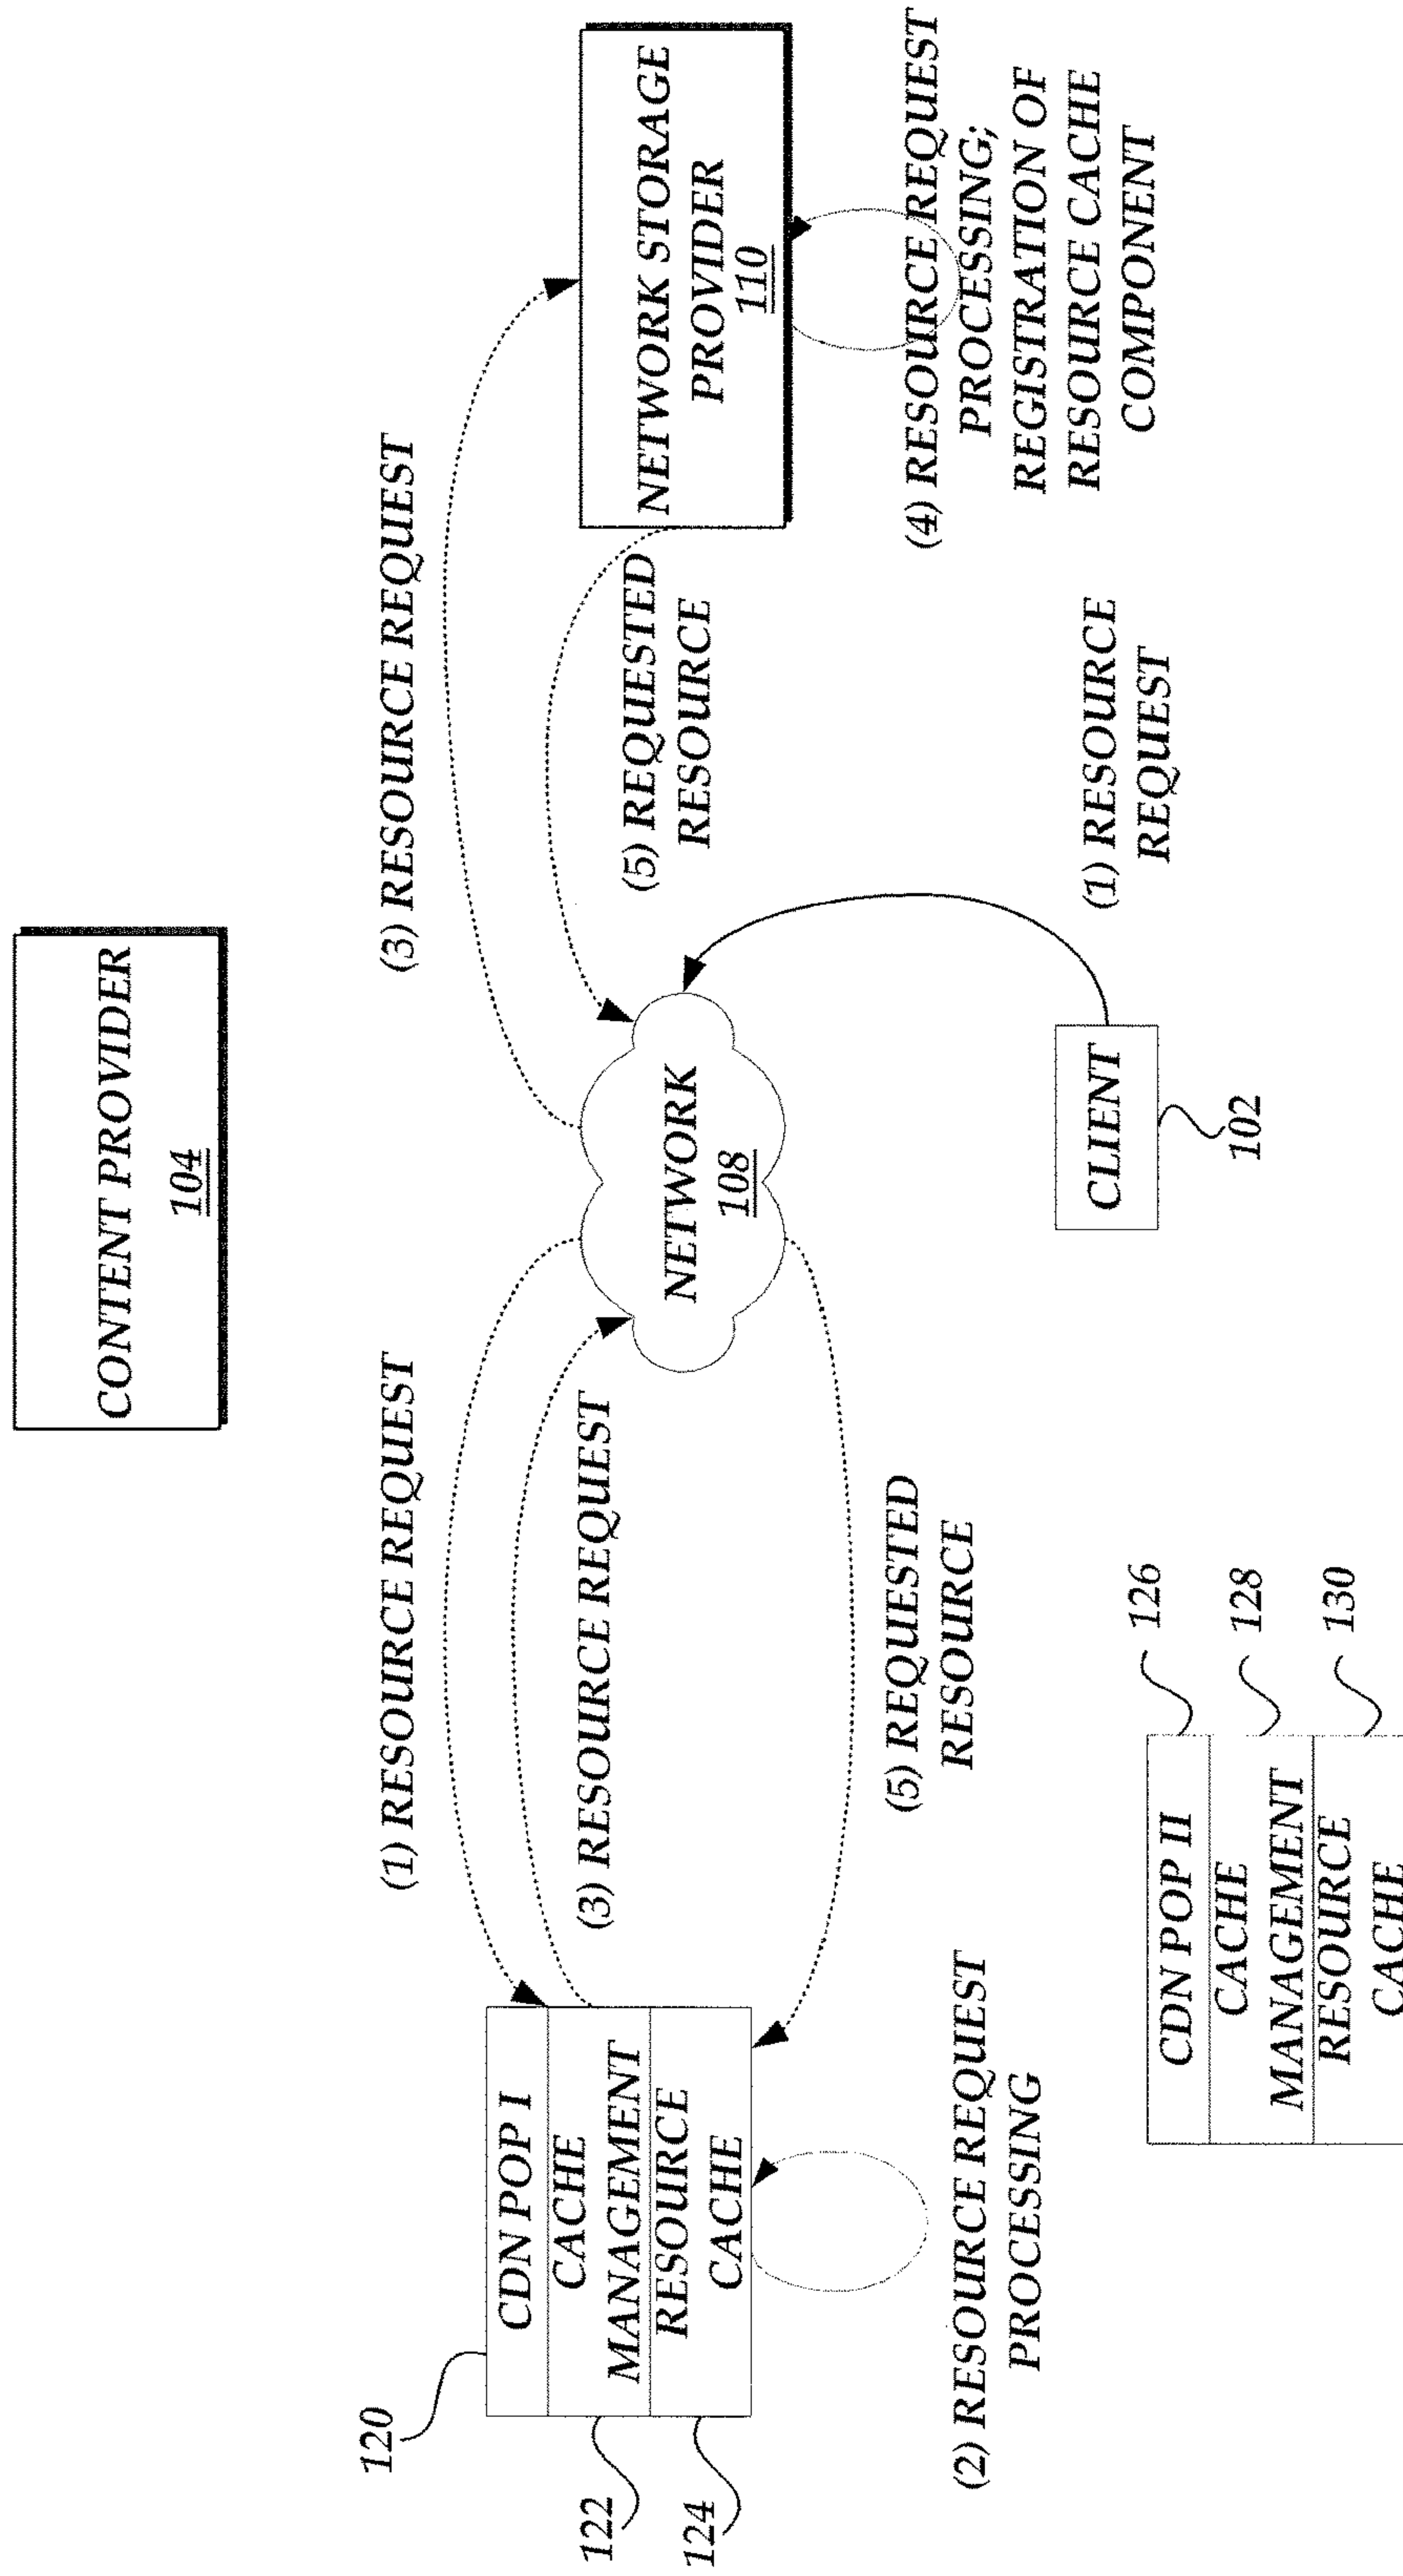 CONTENT PROVIDER
104
(1) RESOURCE REQUEST
(3) RESOURCE REQUEST
120
CDN POP I
CACHE
MANAGEMENT
RESOURCE
CACHE
122
124
(3) RESOURCE REQUEST
NETWORK
108
(5) REQUESTED
RESOURCE
NETWORK STORAGE
PROVIDER
110
(5) REQUESTED
RESOURCE
(2) RESOURCE REQUEST
PROCESSING
(4) RESOURCE REQUEST
PROCESSING;
REGISTRATION OF
RESOURCE CACHE
COMPONENT
CLIENT
102
(1) RESOURCE
REQUEST
CDN POP II
CACHE
MANAGEMENT
RESOURCE
CACHE
126
128
130